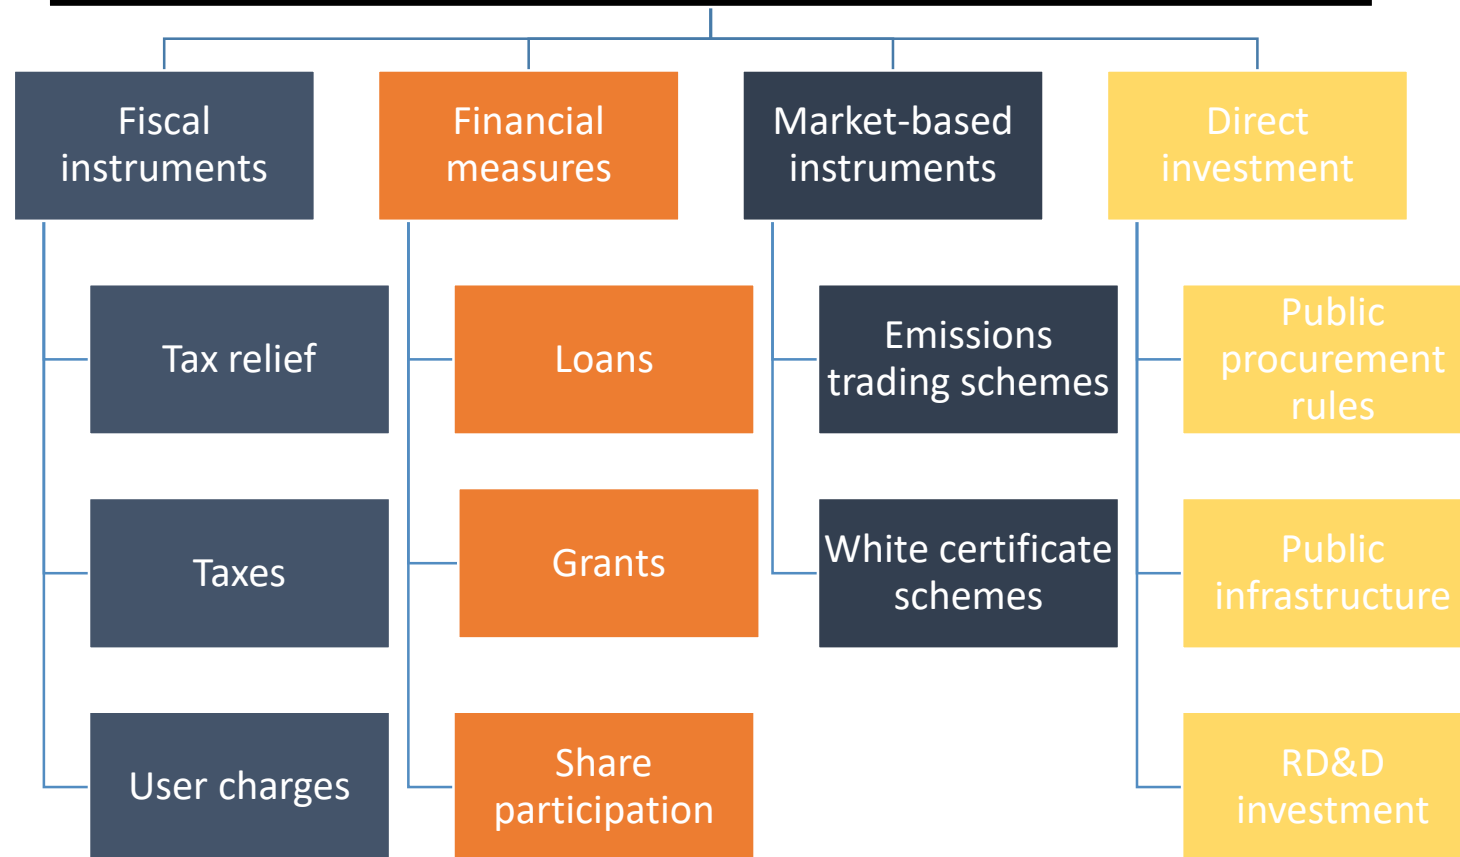 Fiscal
instruments
Financial
measures
Market-based
instruments
Direct
investment
Tax relief
Loans
Emissions
trading schemes
Public
procurement
rules
Taxes
Grants
White certificate
schemes
Public
infrastructure
User charges
Share
participation
RD&D
investment